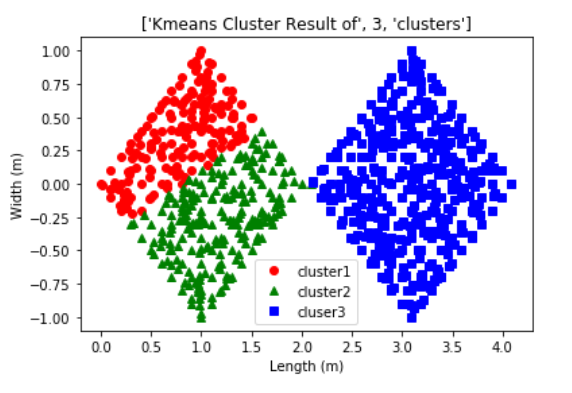 ['Kmeans Cluster Result of', 3, 'clusters']
1.00
0.75
0.50
0.25
0.00
−0.25
−0.50
−0.75
−1.00
Width (m)
cluster1
cluster2
cluser3
0.0 0.5 1.0 1.5 2.0 2.5 3.0 3.5 4.0
Length (m)